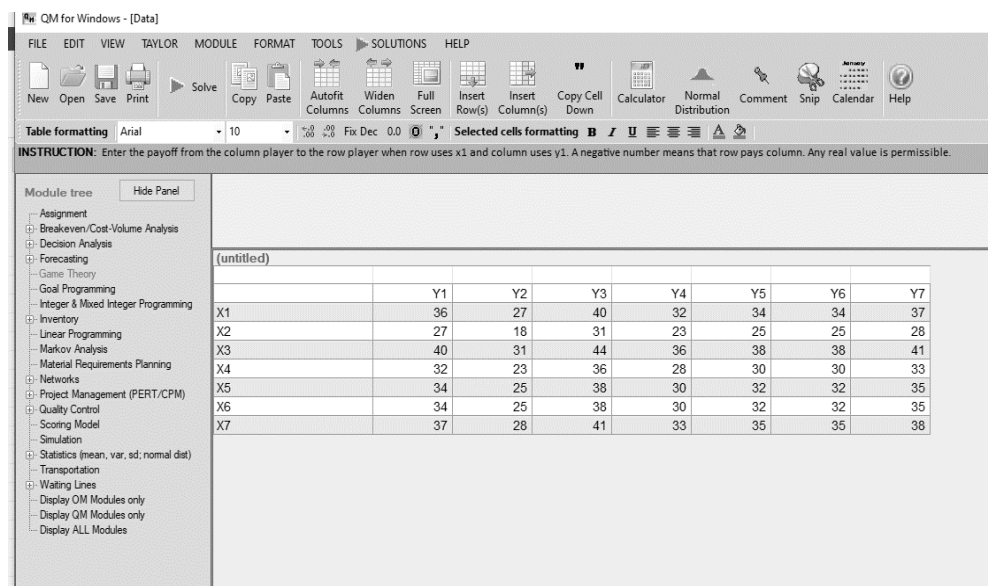 QM for Windows - [Data]
FILE EDIT VIEW TAYLOR MODULE FORMAT TOOLS SOLUTIONS HELP
New Open Save Print Solve Copy Paste Autofit Columns Widen Columns Full Screen Insert Row(s) Insert Column(s) Copy Cell Down Calculator Normal Distribution Comment Snip Calendar Help
Table formatting Arial 10 Fix Dec 0.0 0 "," Selected cells formatting B I U A
INSTRUCTION: Enter the payoff from the column player to the row player when row uses x1 and column uses y1. A negative number means that row pays column. Any real value is permissible.
Module tree Hide Panel
Assignment
Breakeven/Cost-Volume Analysis
Decision Analysis
Forecasting
Game Theory
Goal Programming
Integer & Mixed Integer Programming
Inventory
Linear Programming
Markov Analysis
Material Requirements Planning
Networks
Project Management (PERT/CPM)
Quality Control
Scoring Model
Simulation
Statistics (mean, var, sd; normal dist)
Transportation
Waiting Lines
Display OM Modules only
Display QM Modules only
Display ALL Modules
(untitled)
Y1 Y2 Y3 Y4 Y5 Y6 Y7
X1 36 27 40 32 34 34 37
X2 27 18 31 23 25 25 28
X3 40 31 44 36 38 38 41
X4 32 23 36 28 30 30 33
X5 34 25 38 30 32 32 35
X6 34 25 38 30 32 32 35
X7 37 28 41 33 35 35 38